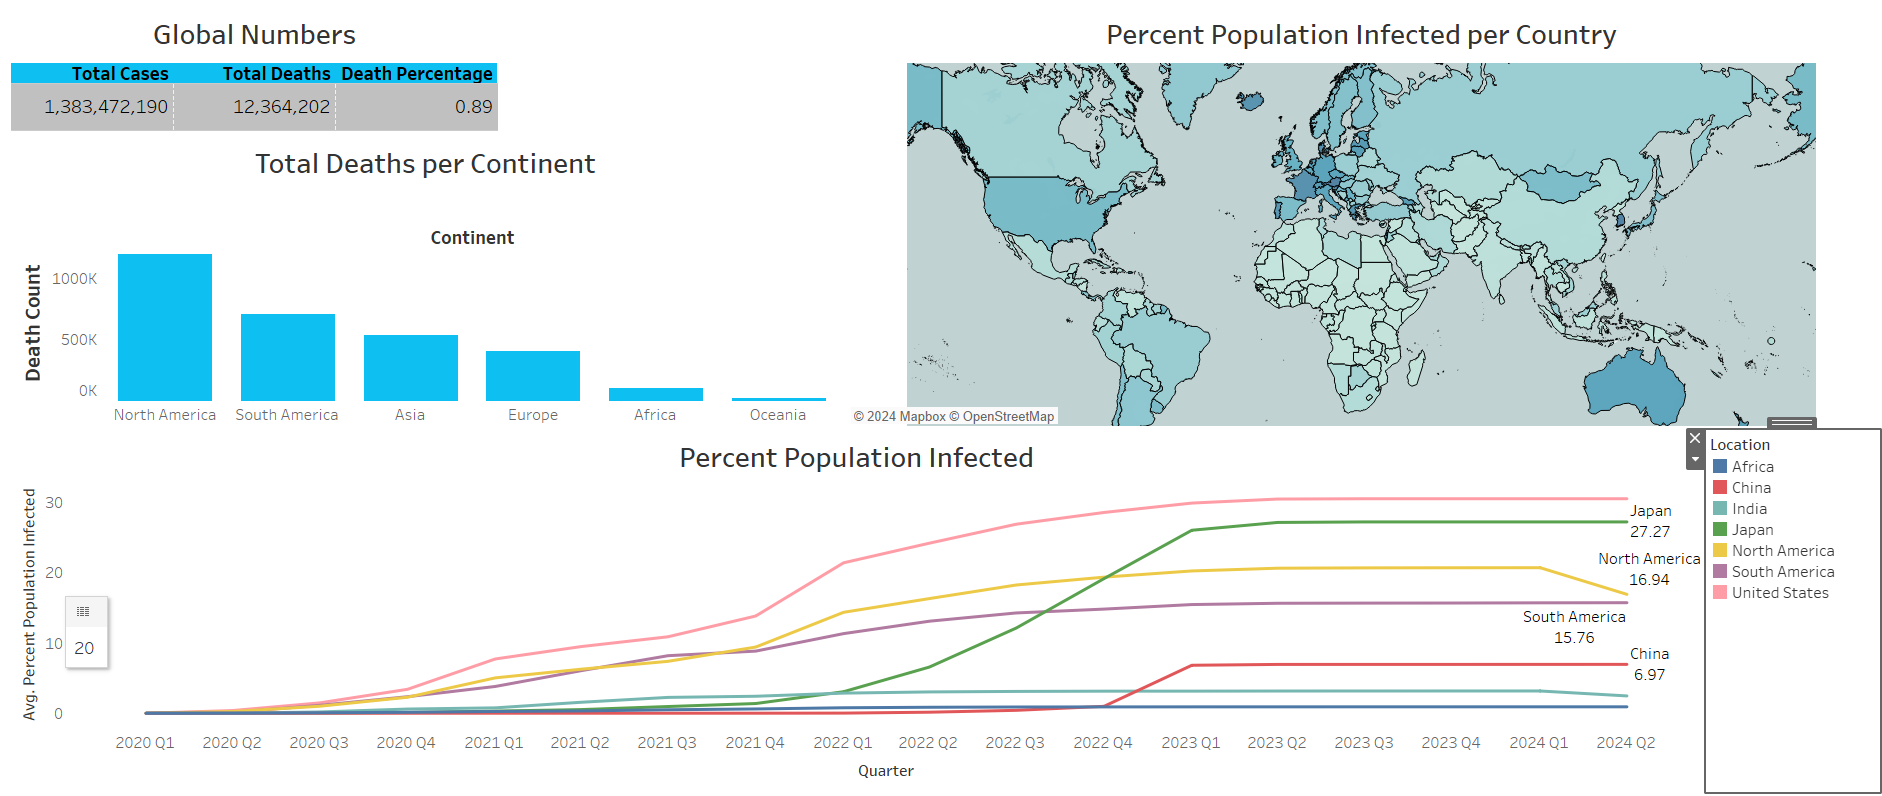 Global Numbers
Total Cases Total Deaths Death Percentage
1,383,472,190 12,364,202 0.89
Total Deaths per Continent
Continent
Death Count
1000K
500K
0K
North America South America Asia Europe Africa Oceania
Percent Population Infected per Country
© 2024 Mapbox © OpenStreetMap
Percent Population Infected
Avg. Percent Population Infected
30
20
10
0
20
Japan
27.27
North America
16.94
South America
15.76
China
6.97
2020 Q1 2020 Q2 2020 Q3 2020 Q4 2021 Q1 2021 Q2 2021 Q3 2021 Q4 2022 Q1 2022 Q2 2022 Q3 2022 Q4 2023 Q1 2023 Q2 2023 Q3 2023 Q4 2024 Q1 2024 Q2
Quarter
Location
Africa
China
India
Japan
North America
South America
United States